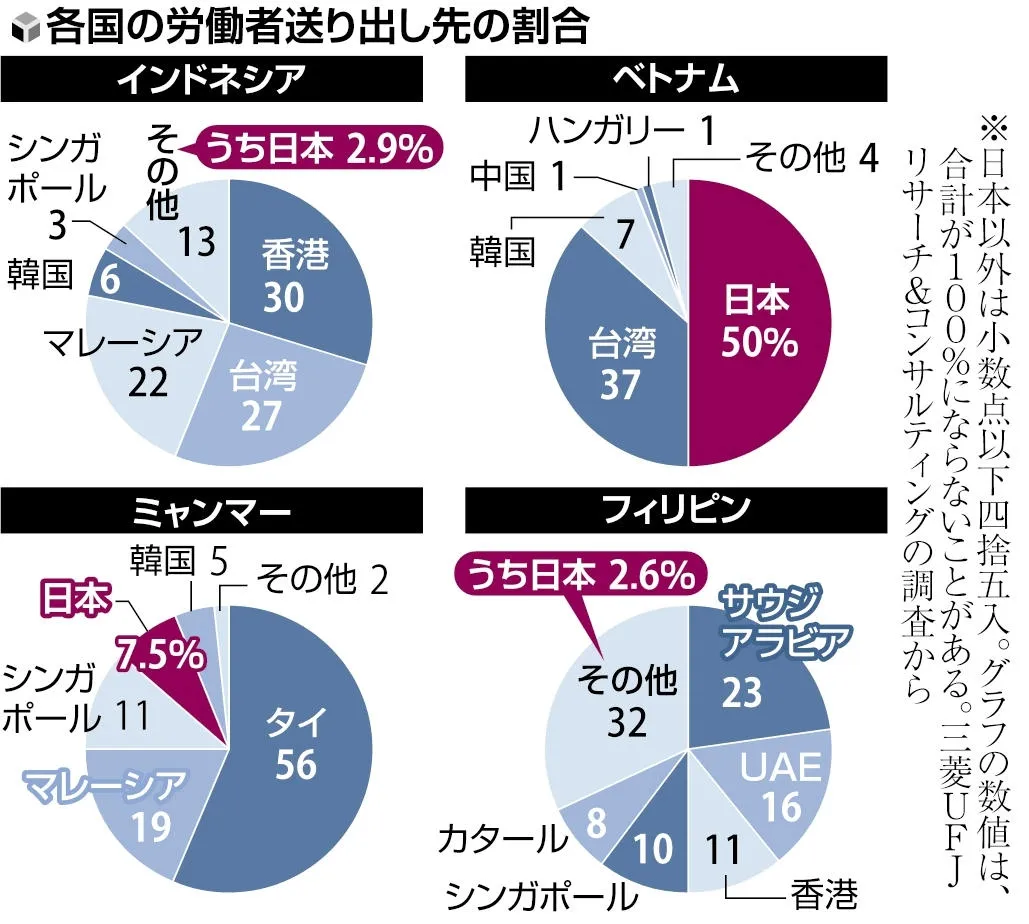 各国の労働者送り出し先の割合
インドネシア
シンガ
ポール
3
その他
13
うち日本 2.9%
香港
30
韓国
6
マレーシア
22
台湾
27
ベトナム
ハンガリー 1
中国 1
その他 4
韓国
7
日本
50%
台湾
37
ミャンマー
韓国 5
その他 2
日本
7.5%
シンガ
ポール 11
タイ
56
マレーシア
19
フィリピン
うち日本 2.6%
サウジ
アラビア
23
その他
32
UAE
16
カタール
8
シンガポール
10
11
香港
※日本以外は小数点以下四捨五入。グラフの数値は、
合計が100%にならないことがある。三菱UFJ
リサーチ&コンサルティングの調査から